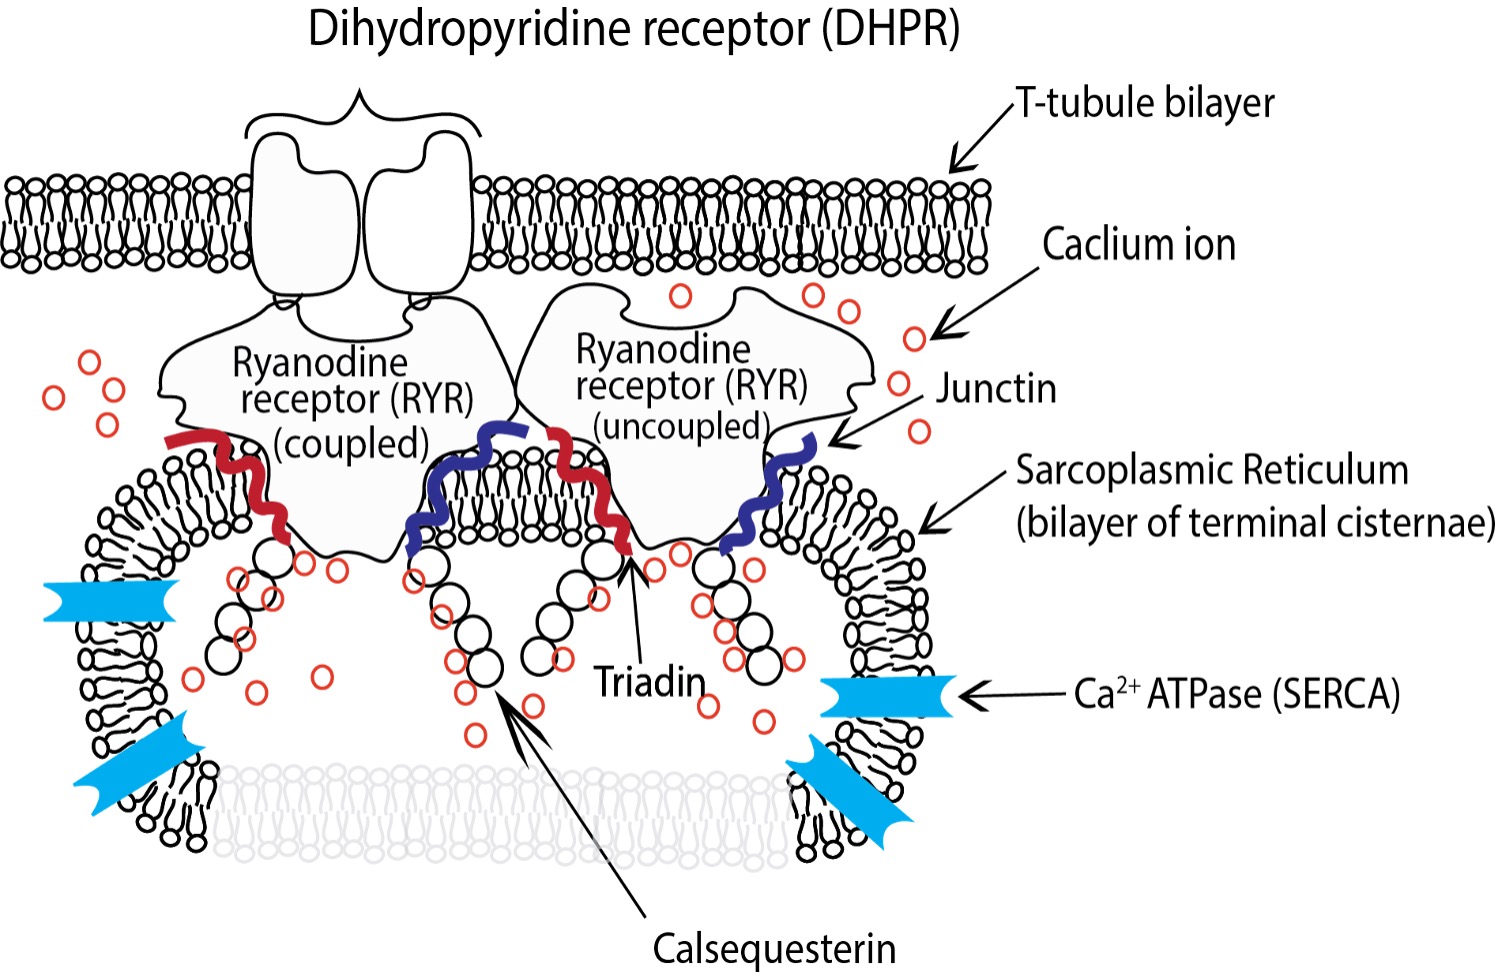 Dihydropyridine receptor (DHPR)
T-tubule bilayer
Caclium ion
Ryanodine
receptor (RYR)
(coupled)
Ryanodine
receptor (RYR)
(uncoupled)
Junctin
Sarcoplasmic Reticulum
(bilayer of terminal cisternae)
Triadin
Ca²⁺ ATPase (SERCA)
Calsequesterin